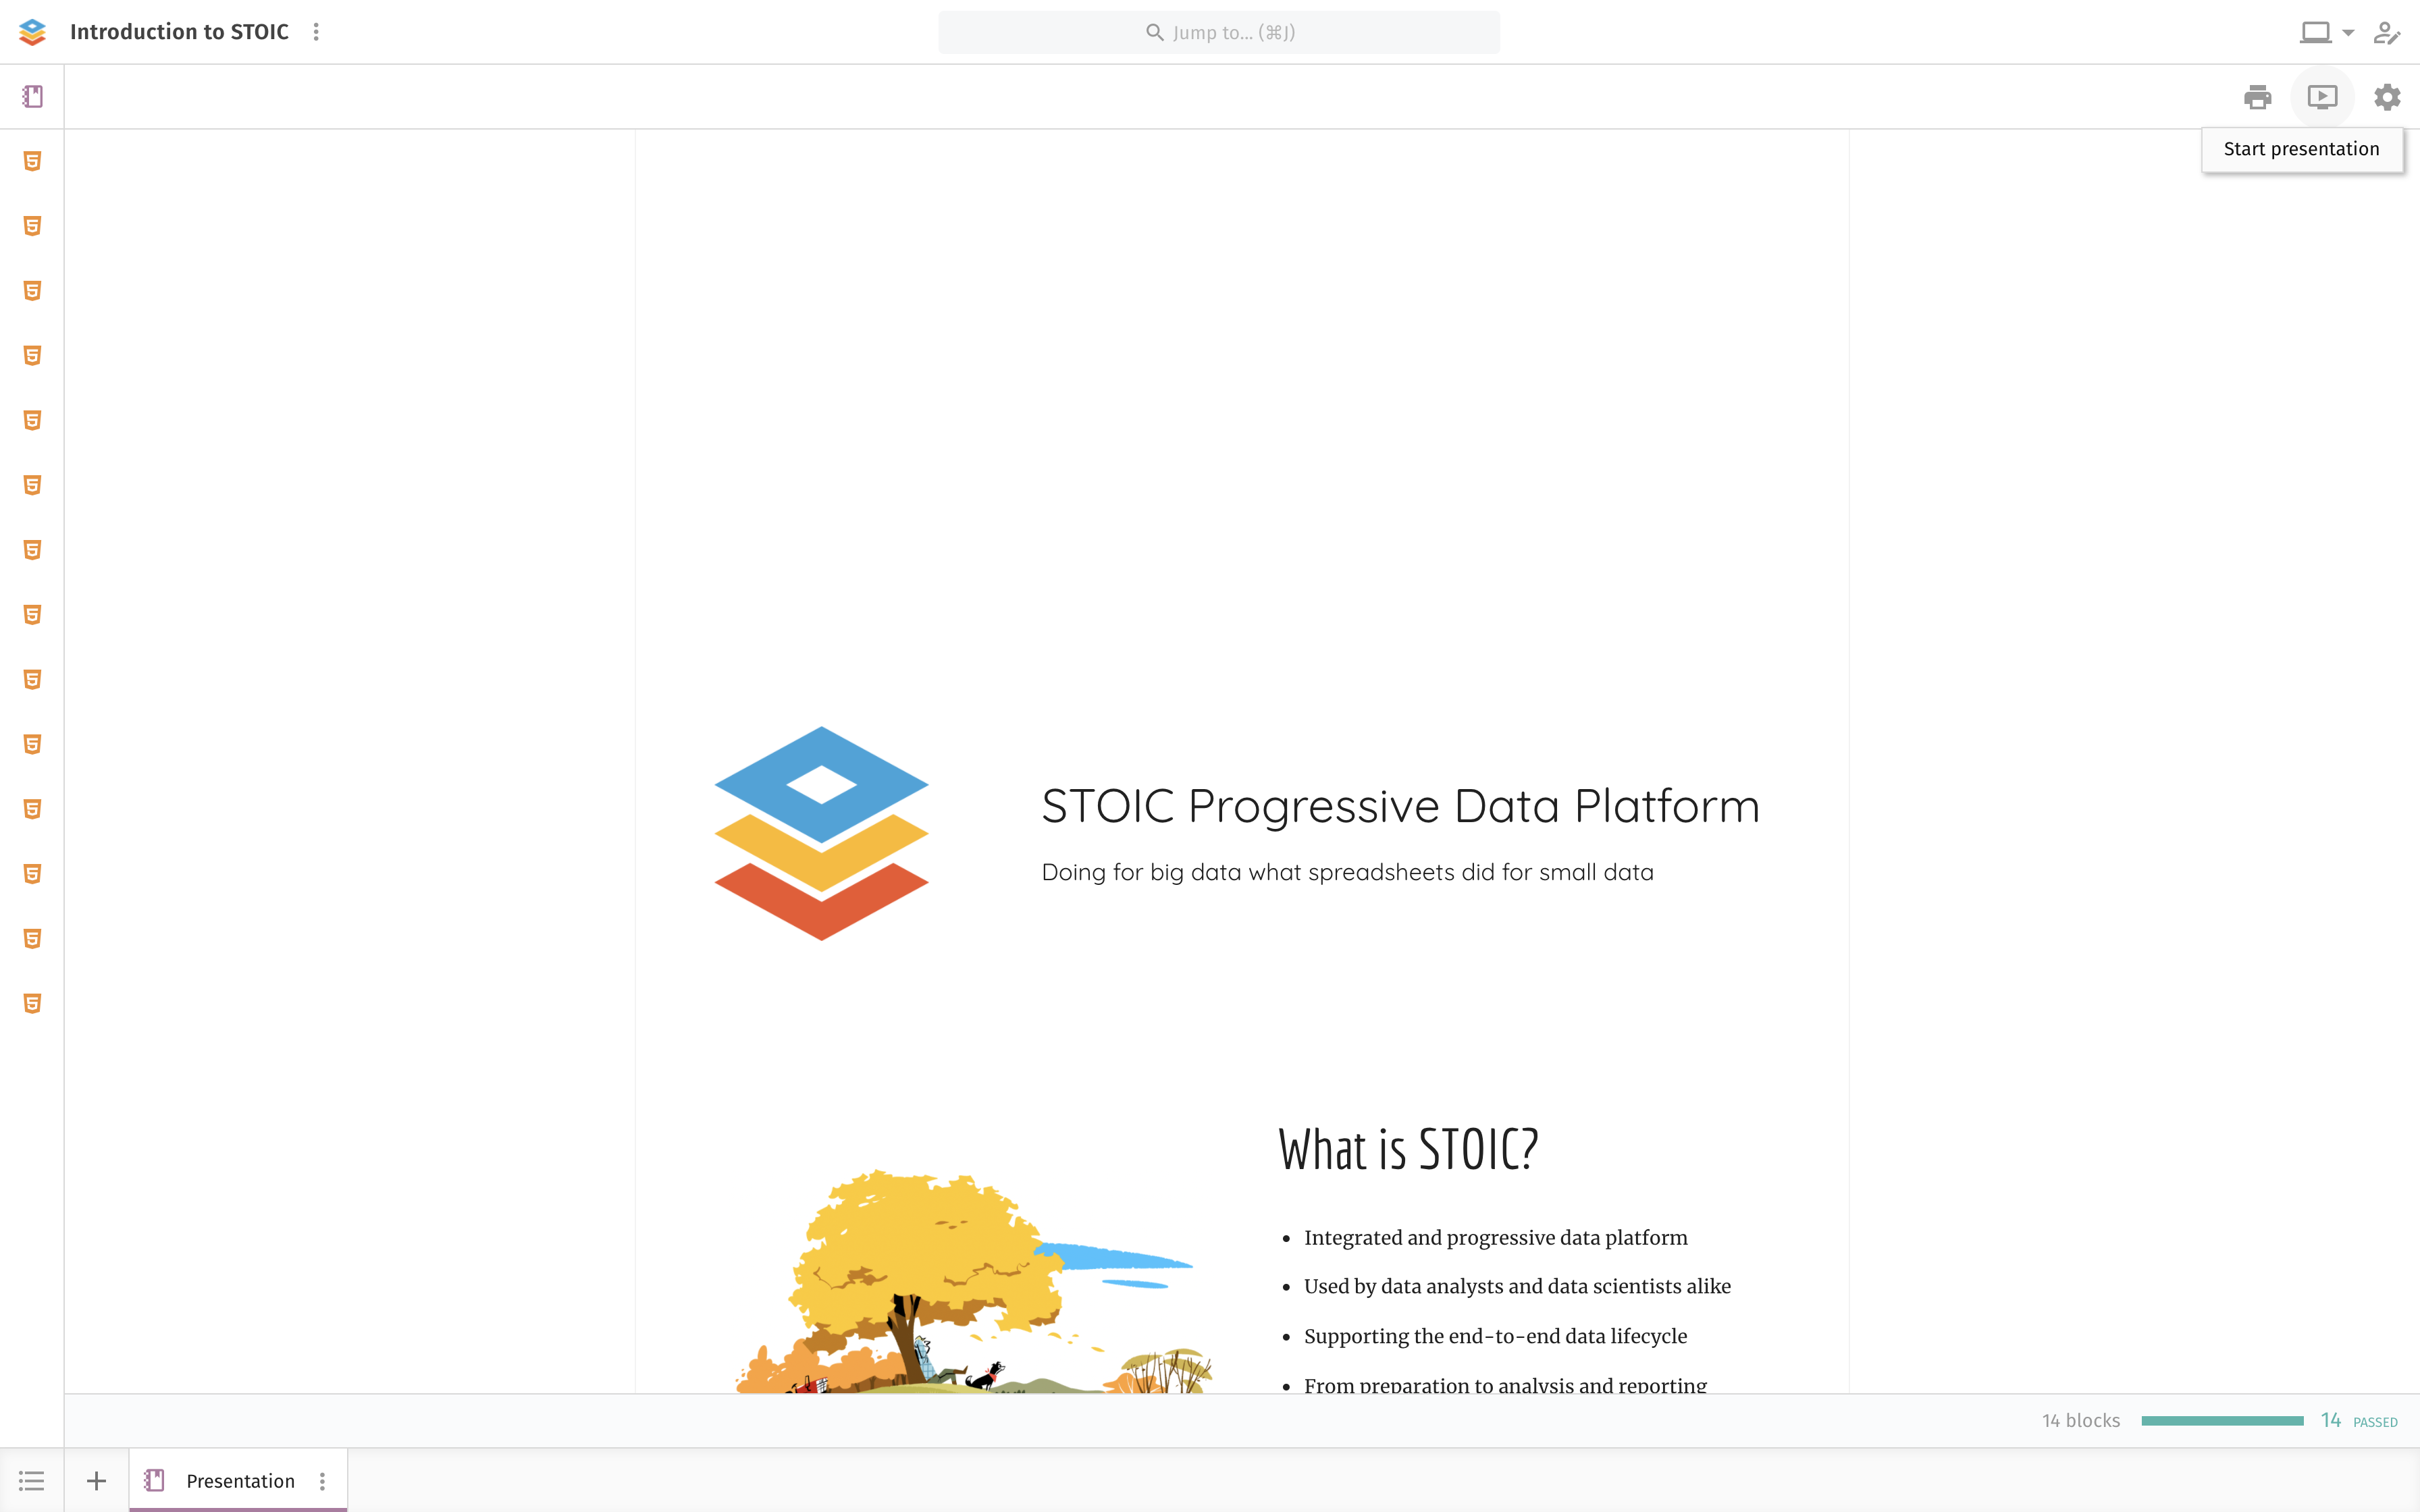 Introduction to STOIC
Jump to... (⌘J)
Start presentation
STOIC Progressive Data Platform
Doing for big data what spreadsheets did for small data
What is STOIC?
• Integrated and progressive data platform
• Used by data analysts and data scientists alike
• Supporting the end-to-end data lifecycle
• From preparation to analysis and reporting
14 blocks 14 PASSED
Presentation